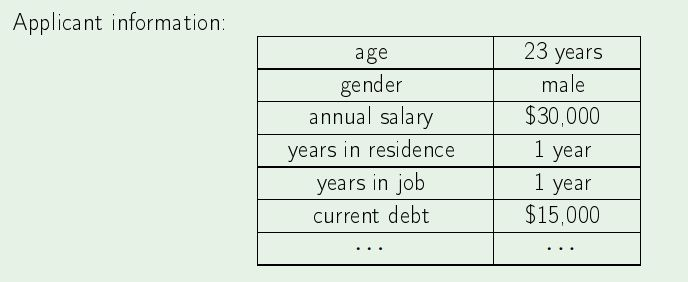 Applicant information:
age 23 years
gender male
annual salary $30,000
years in residence 1 year
years in job 1 year
current debt $15,000
... ...